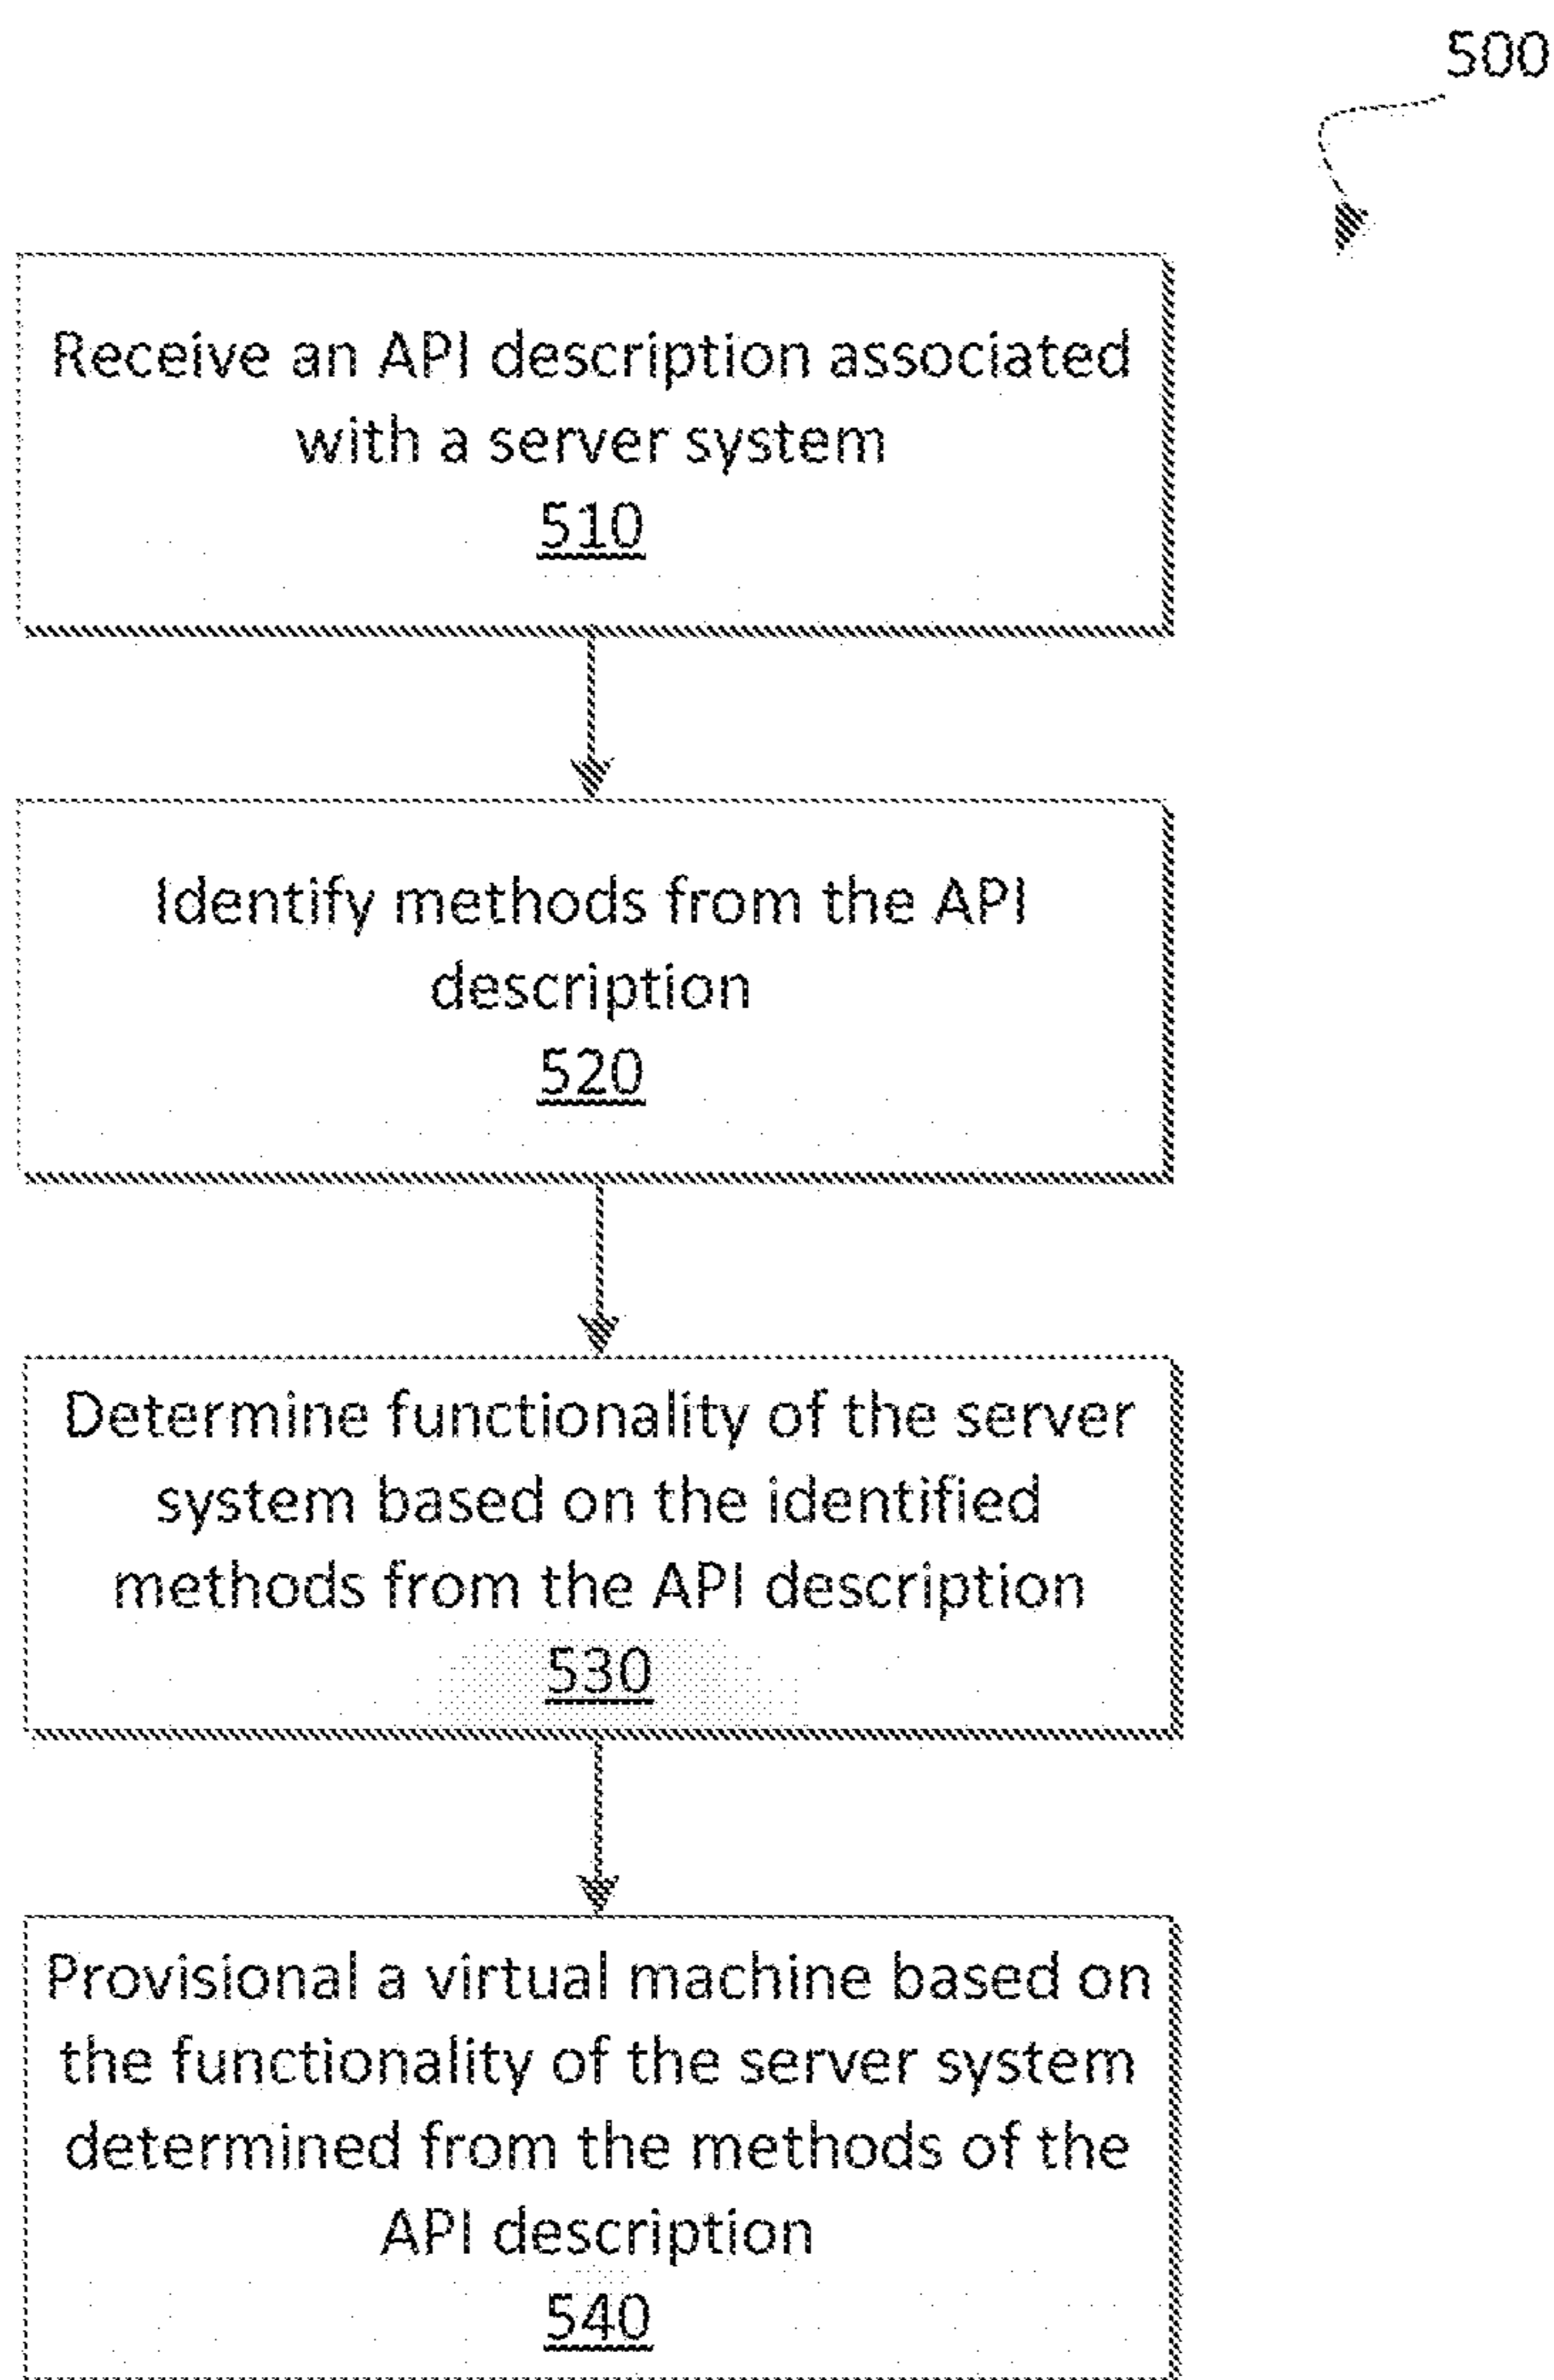 500
Receive an API description associated
with a server system
510
Identify methods from the API
description
520
Determine functionality of the server
system based on the identified
methods from the API description
530
Provisional a virtual machine based on
the functionality of the server system
determined from the methods of the
API description
540